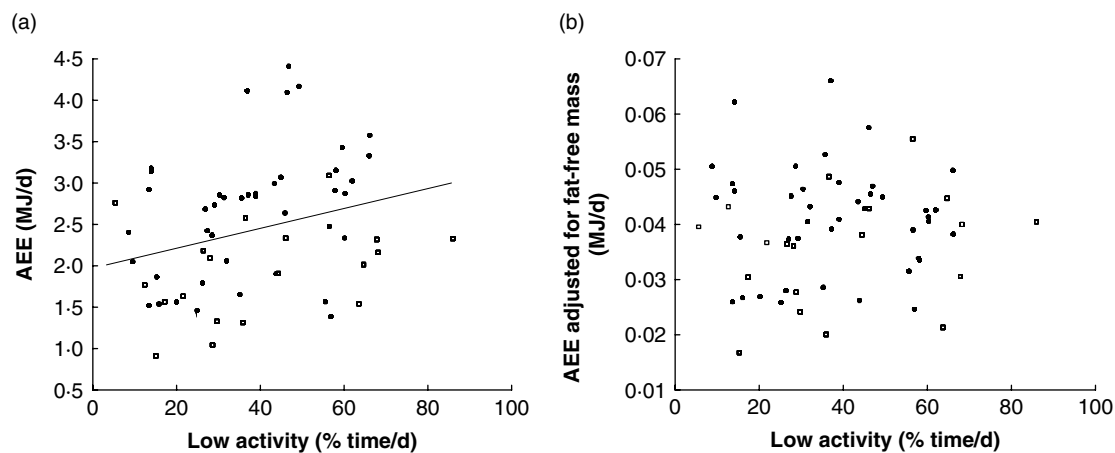 (a)
4·5
4·0
3·5
3·0
2·5
2·0
1·5
1·0
0·5
AEE (MJ/d)
0 20 40 60 80 100
Low activity (% time/d)
(b)
0·07
0·06
0·05
0·04
0·03
0·02
0·01
AEE adjusted for fat-free mass
(MJ/d)
0 20 40 60 80 100
Low activity (% time/d)